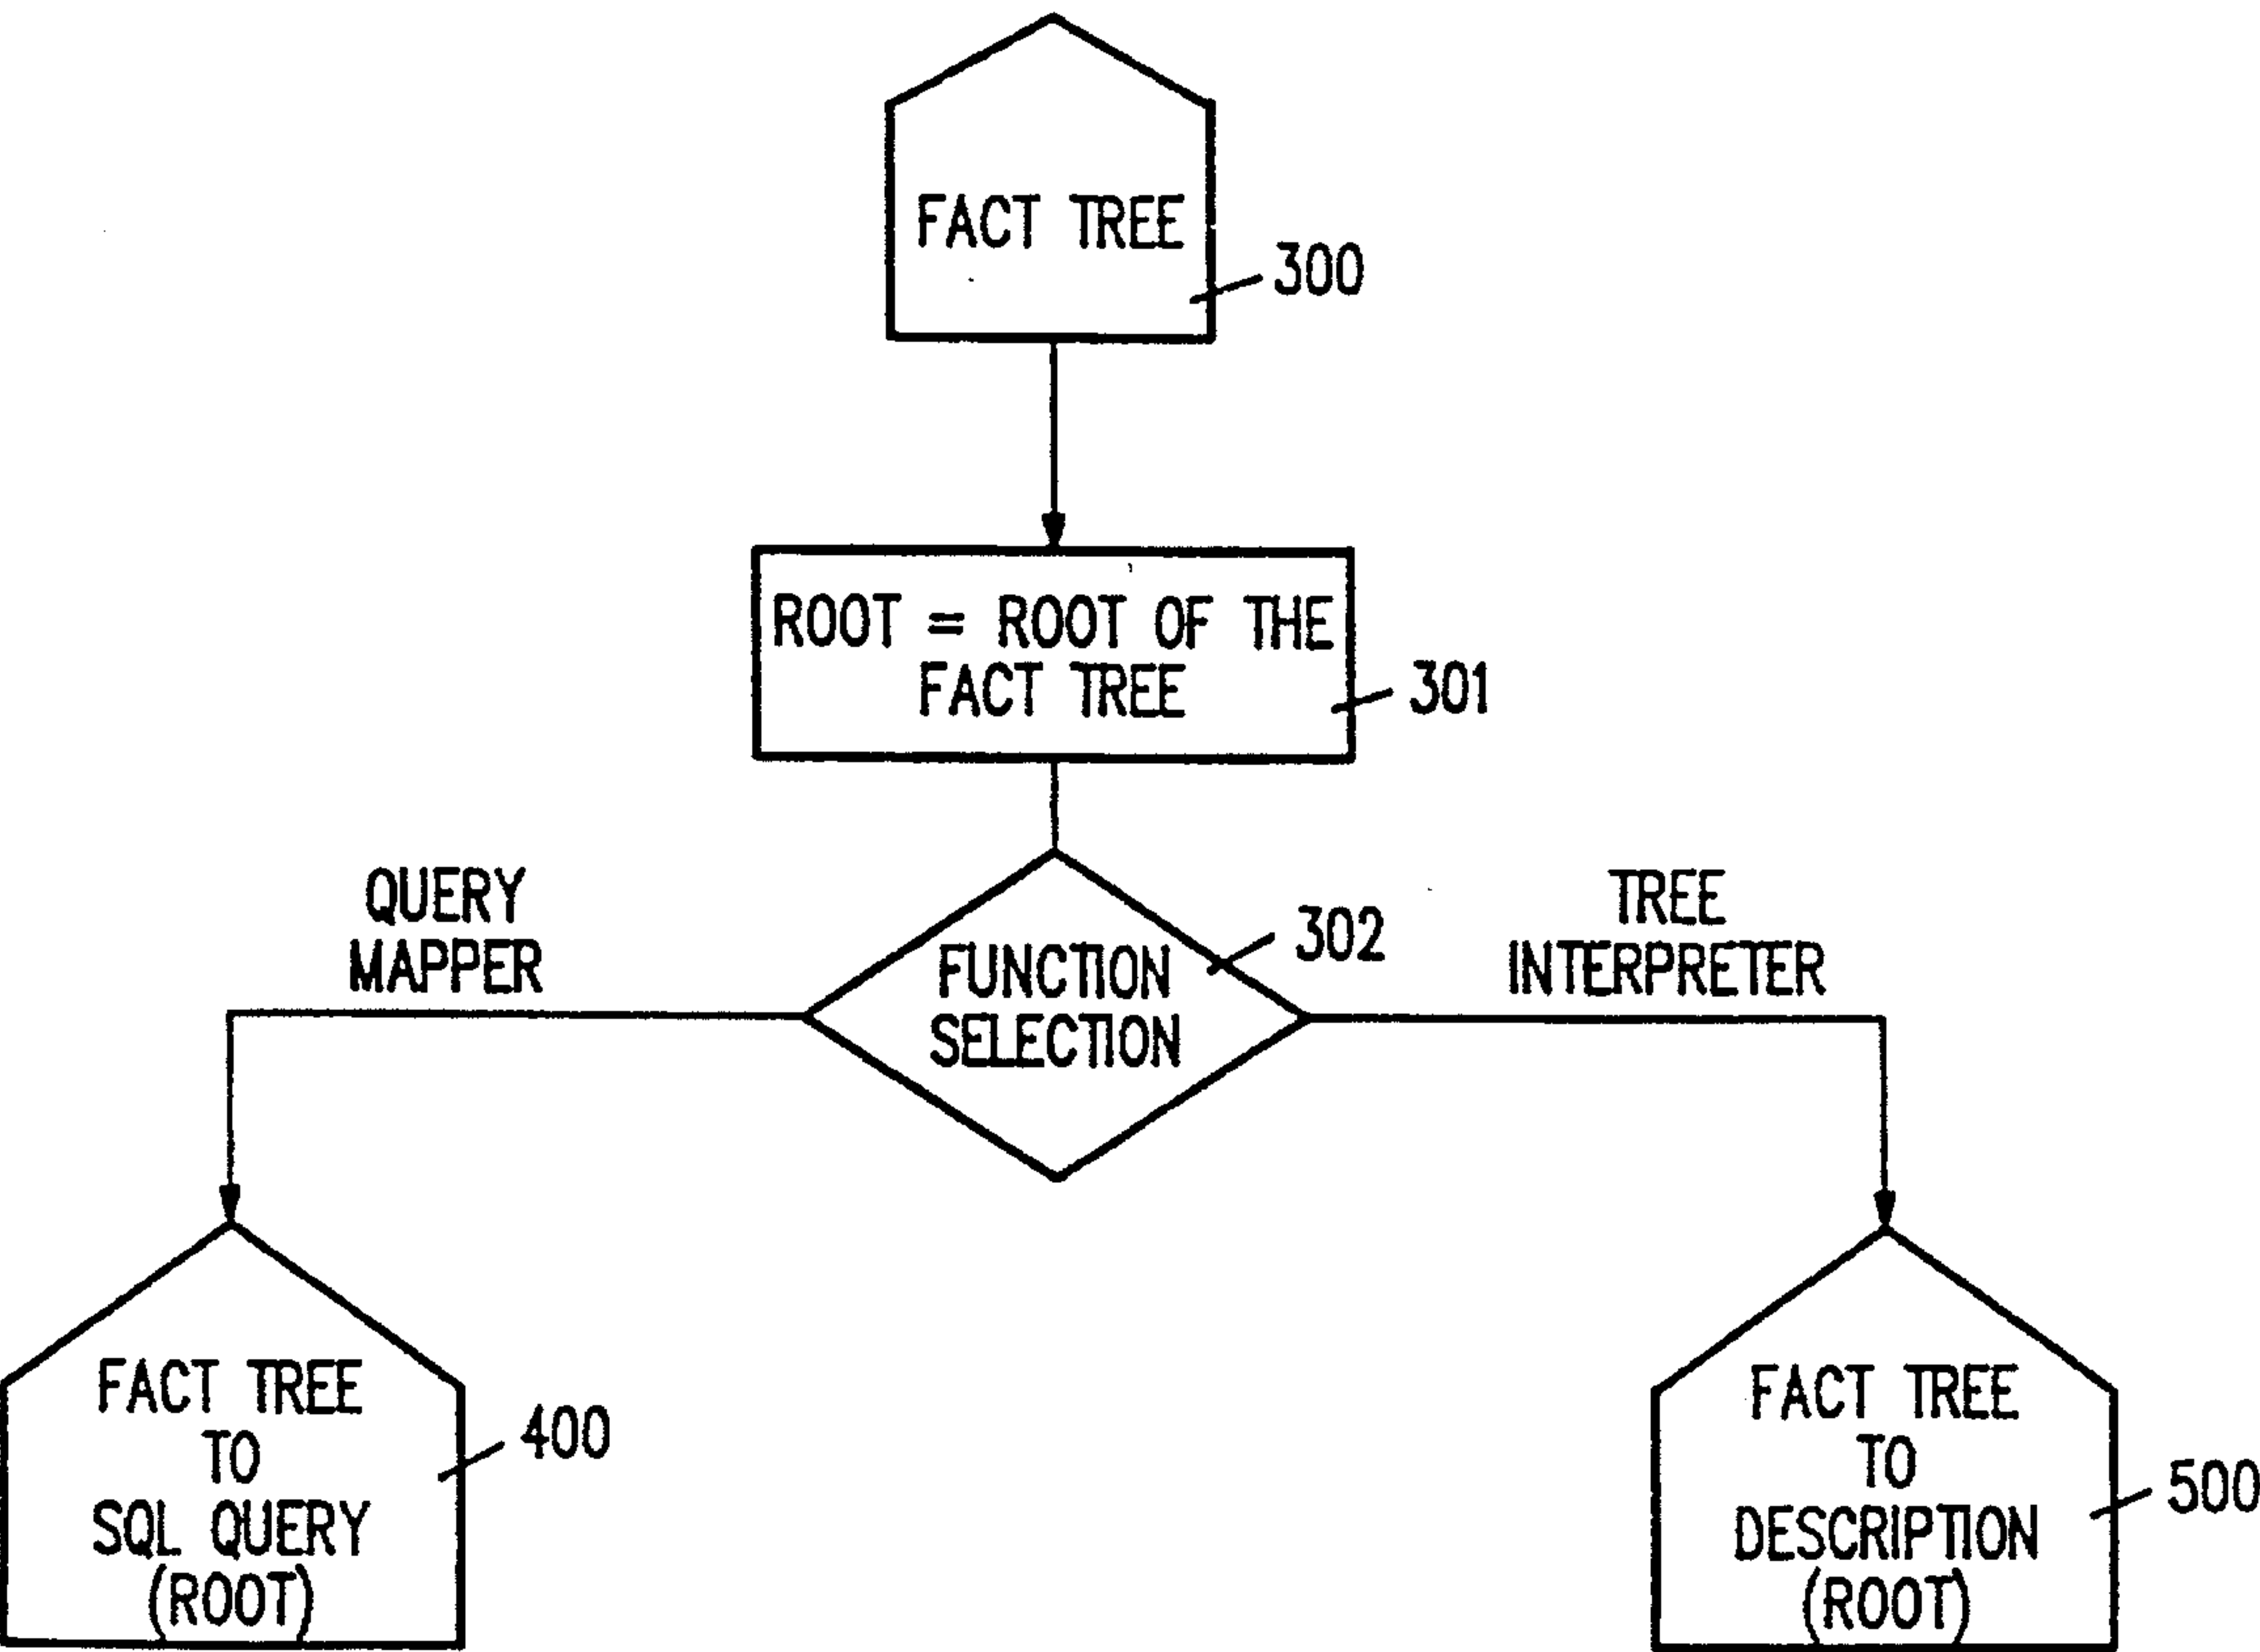 FACT TREE
300
ROOT = ROOT OF THE
FACT TREE
301
QUERY
MAPPER
FUNCTION
SELECTION
302
TREE
INTERPRETER
FACT TREE
TO
SQL QUERY
(ROOT)
400
FACT TREE
TO
DESCRIPTION
(ROOT)
500